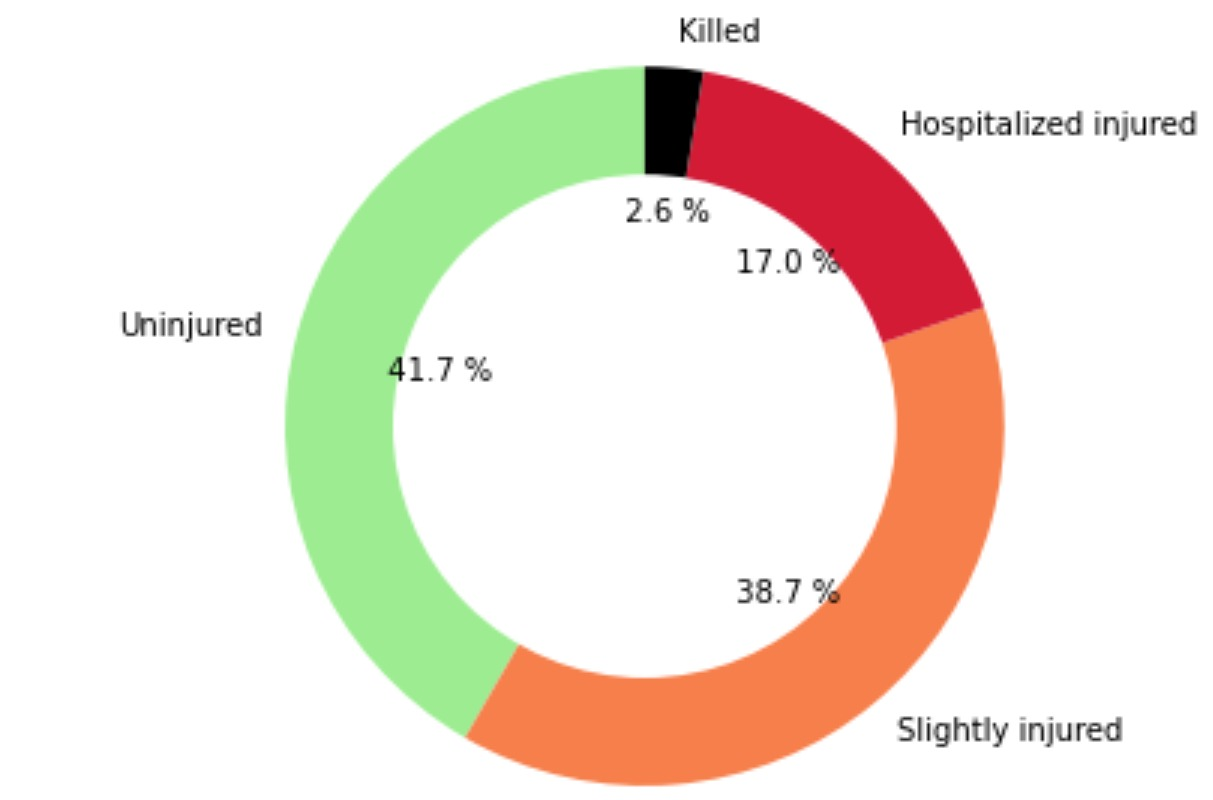 Killed
Hospitalized injured
2.6 %
17.0 %
Uninjured
41.7 %
38.7 %
Slightly injured